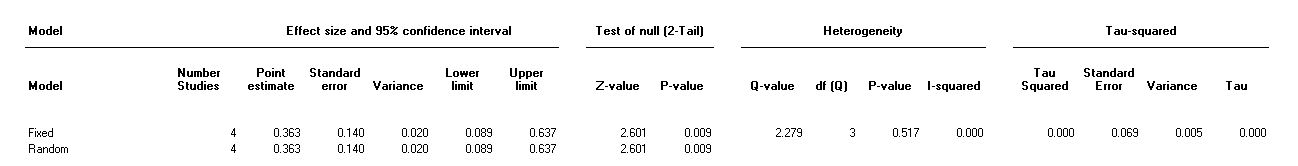 Model Effect size and 95% confidence interval Test of null (2-Tail) Heterogeneity Tau-squared
Number Point Standard Lower Upper Tau Standard
Model Studies estimate error Variance limit limit Z-value P-value Q-value df (Q) P-value I-squared Squared Error Variance Tau
Fixed 4 0.363 0.140 0.020 0.089 0.637 2.601 0.009 2.279 3 0.517 0.000 0.000 0.069 0.005 0.000
Random 4 0.363 0.140 0.020 0.089 0.637 2.601 0.009